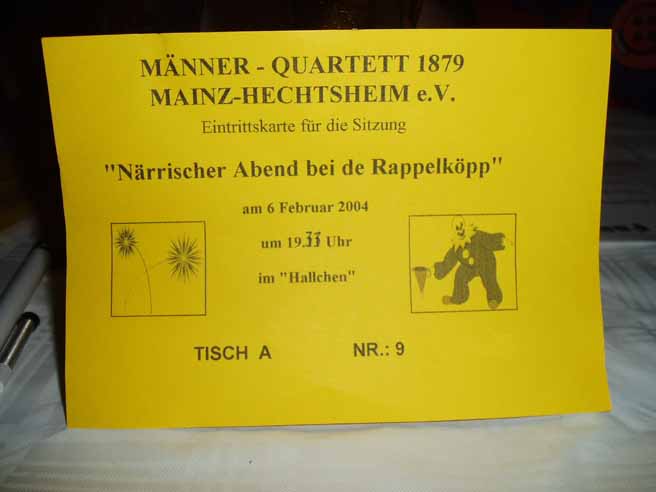 MÄNNER - QUARTETT 1879
MAINZ-HECHTSHEIM e.V.
Eintrittskarte für die Sitzung
"Närrischer Abend bei de Rappelköpp"
am 6 Februar 2004
um 19.33 Uhr
im "Hallchen"
TISCH A NR.: 9